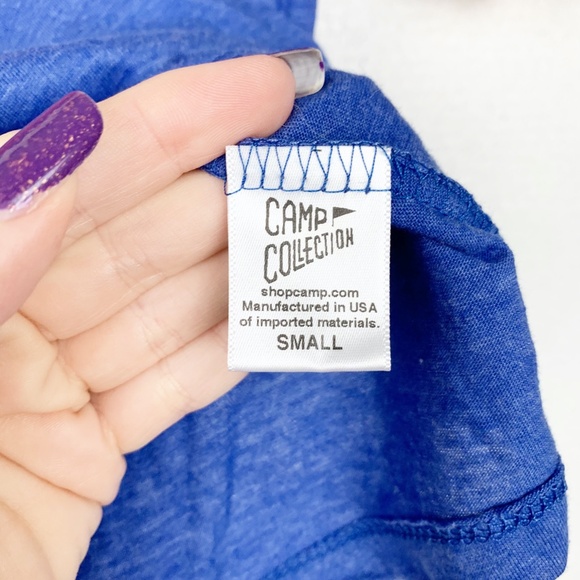 CAMP
COLLECTION
shopcamp.com
Manufactured in USA
of imported materials.
SMALL